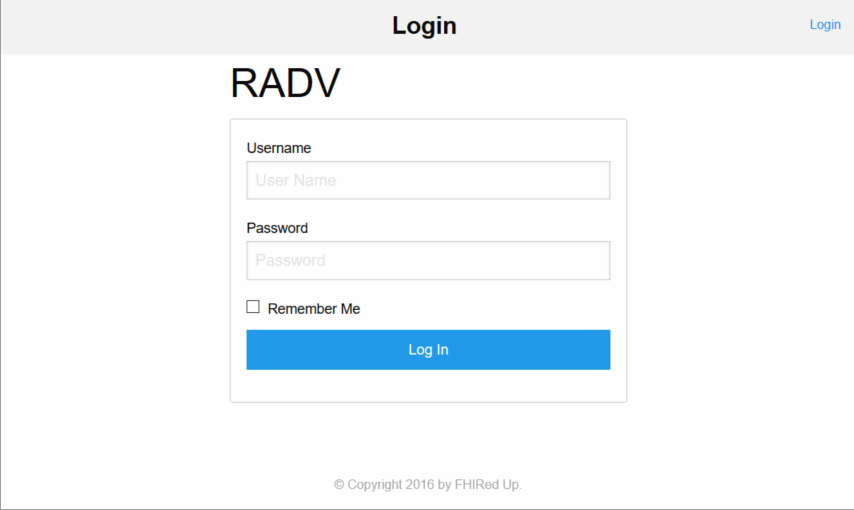 Login
Login
RADV
Username
User Name
Password
Password
Remember Me
Log In
© Copyright 2016 by FHIRed Up.